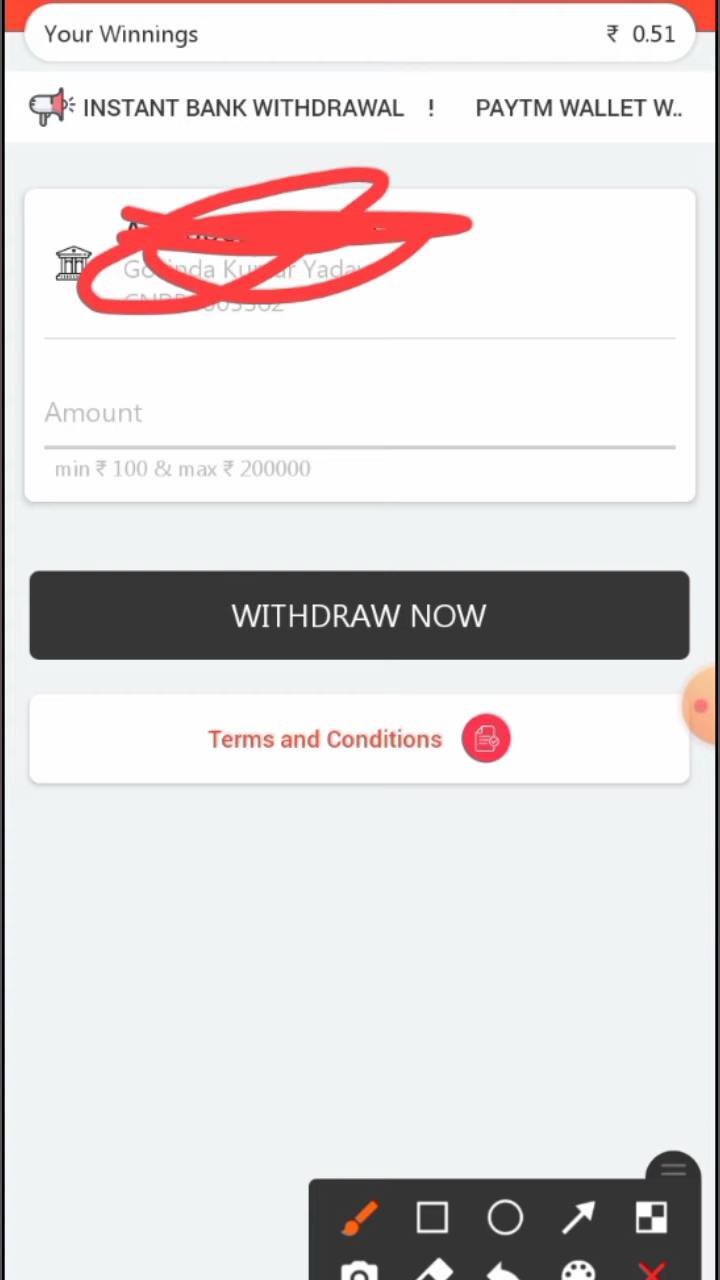 Your Winnings ₹ 0.51
INSTANT BANK WITHDRAWAL ! PAYTM WALLET W..
Yadav
Amount
min ₹ 100 & max ₹ 200000
WITHDRAW NOW
Terms and Conditions